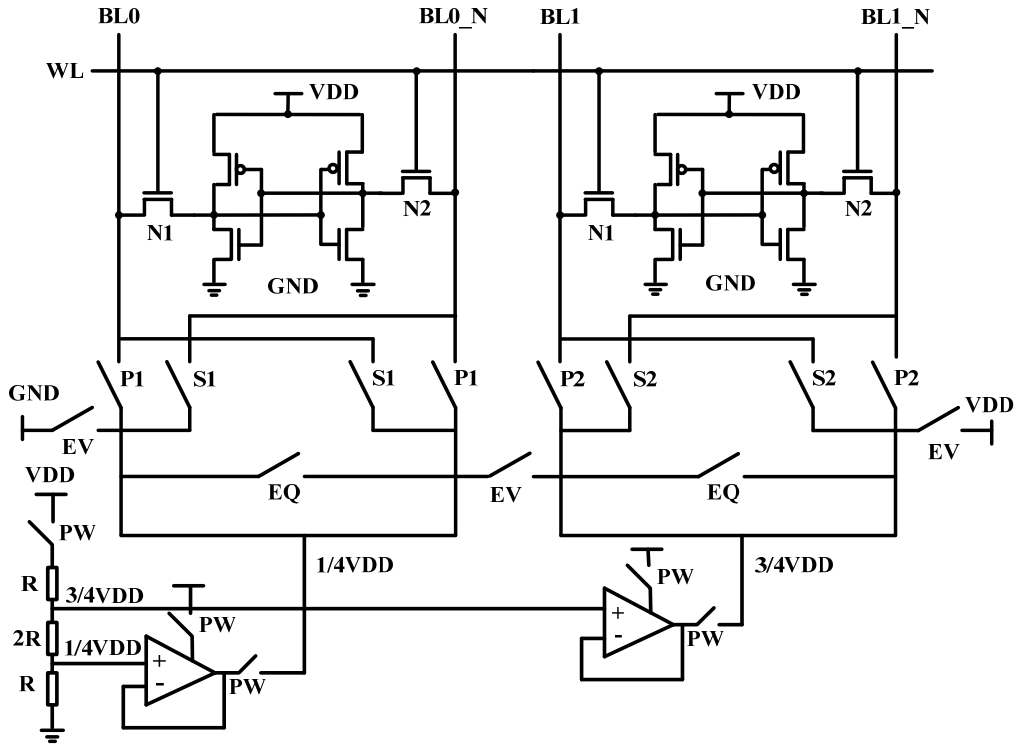 BL0 BL0_N BL1 BL1_N
WL
VDD VDD
N1 N2 N1 N2
GND GND
P1 S1 S1 P1 P2 S2 S2 P2
GND VDD
EV EV
EQ EV EQ
VDD
PW
1/4VDD 3/4VDD
R 3/4VDD PW
2R 1/4VDD PW + PW
+ -
R - PW